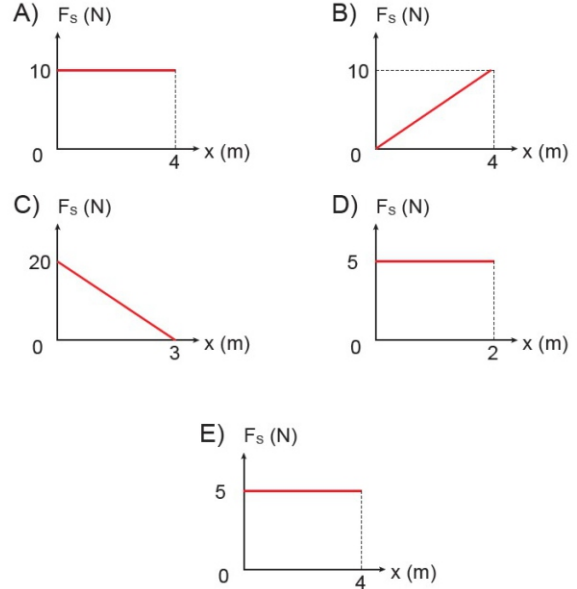 A) Fₛ (N)
10
0
4
x (m)
B) Fₛ (N)
10
0
4
x (m)
C) Fₛ (N)
20
0
3
x (m)
D) Fₛ (N)
5
0
2
x (m)
E) Fₛ (N)
5
0
4
x (m)